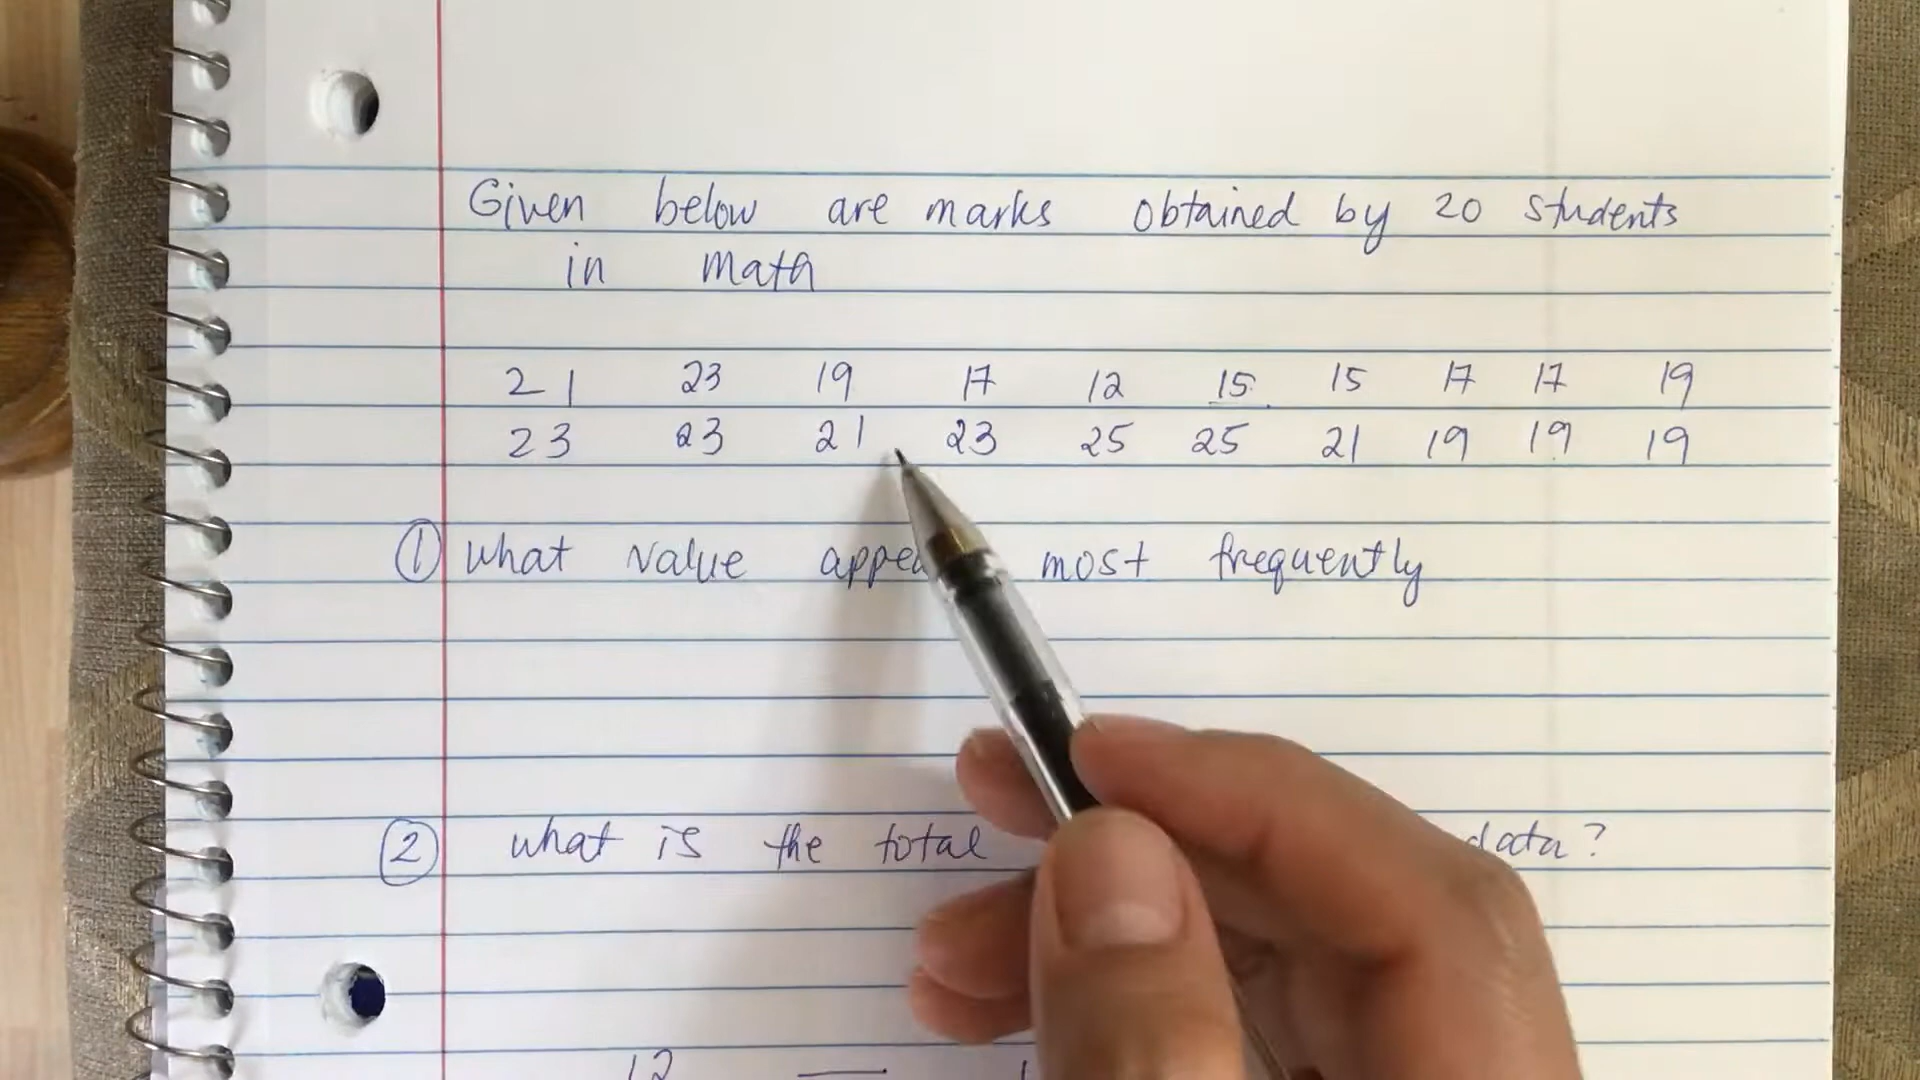 Given below are marks obtained by 20 students
in math
21 23 19 17 12 15 15 17 17 19
23 23 21 23 25 25 21 19 19 19
① what value appea most frequently
② what is the total data?
12 —